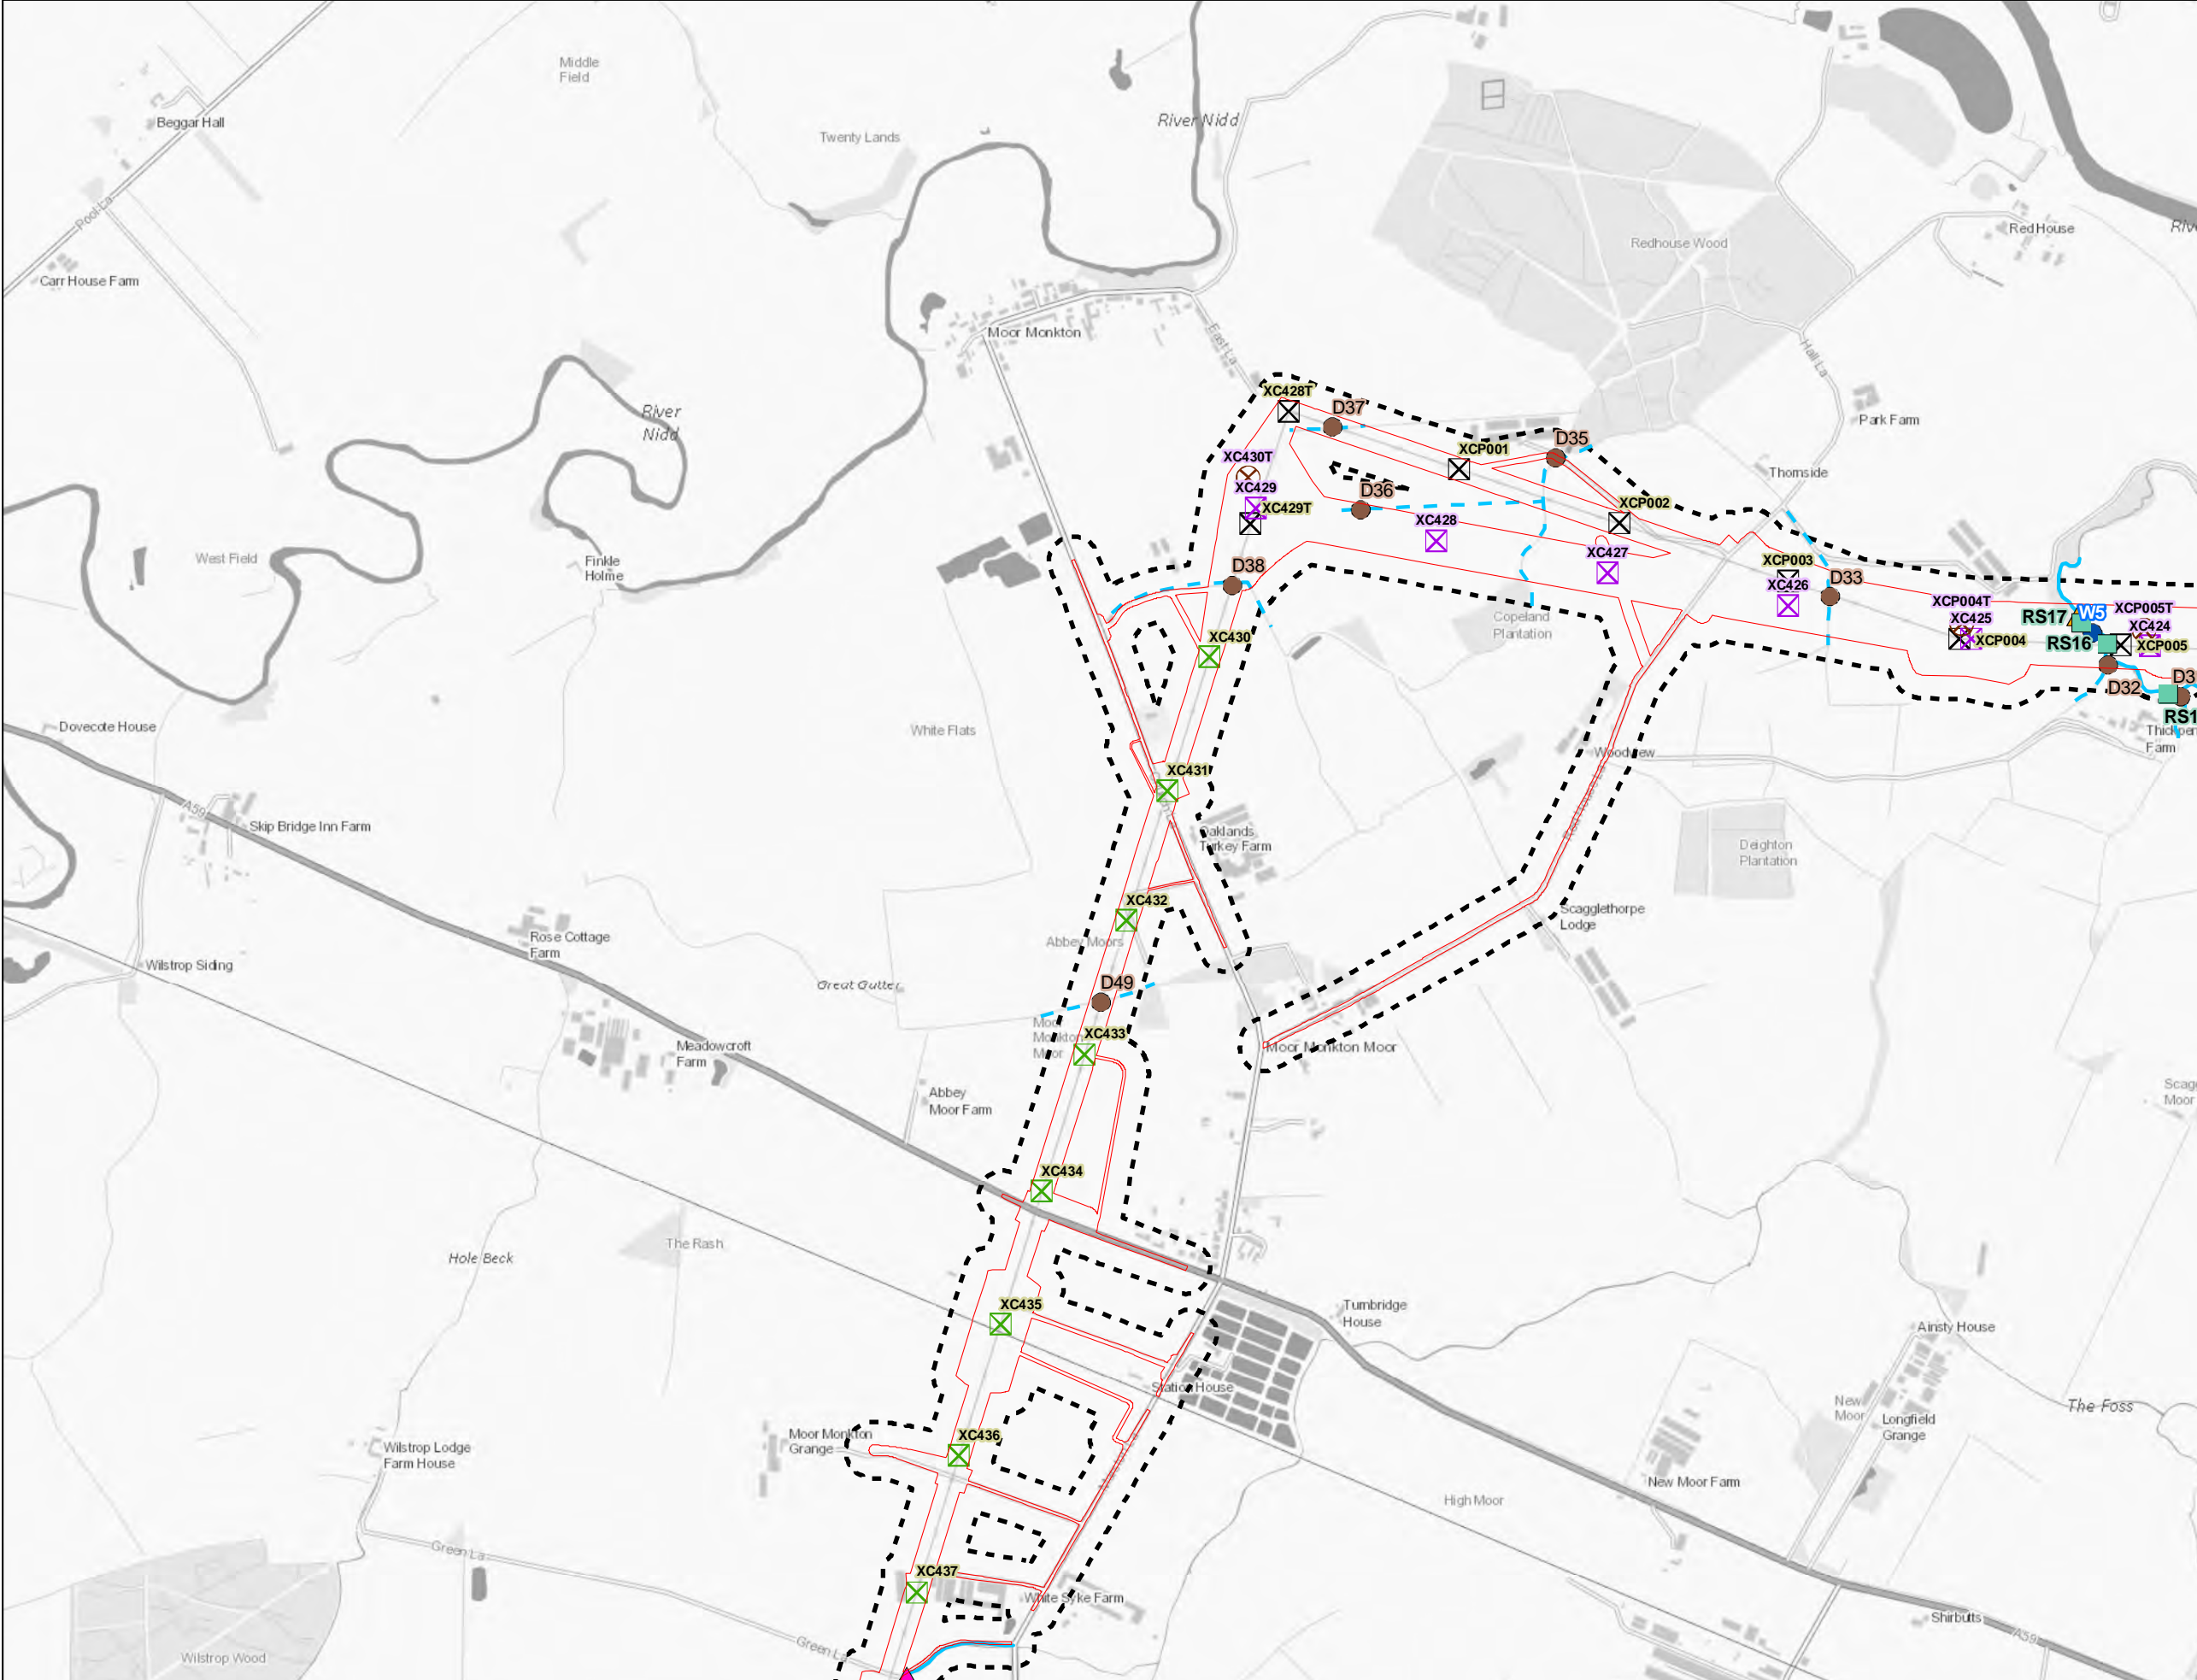 Middle
Field
Beggar Hall
Twenty Lands
River Nidd
Pool La
Redhouse Wood
Red House
Carr House Farm
Moor Monkton
East La
Hall La
XC428T
D37
River
Nidd
Park Farm
XCP001
D35
XC430T
Thornside
XC429
D36
XC429T
XCP002
XC428
West Field
Finkle
Holme
XC427
XCP003
D38
XC426
D33
XCP004T
XCP005T
RS17
W5
XC425
XC424
Copeland
Plantation
XC430
RS16
XCP004
XCP005
D32
RS1
Farm
Dovecote House
White Flats
Woodview
XC431
A59
Skip Bridge Inn Farm
Oaklands
Turkey Farm
Deighton
Plantation
XC432
Scagglethorpe
Lodge
Rose Cottage
Farm
Abbey Moors
Wilstrop Siding
Great Gutter
D49
Moor
Monkton
Moor
XC433
Meadowcroft
Farm
Moor Monkton Moor
Abbey
Moor Farm
Moor
XC434
The Rash
Hole Beck
XC435
Tumbridge
House
Ainsty House
Station House
New
Moor
The Foss
Longfield
Grange
Moor Monkton
Grange
XC436
Wilstrop Lodge
Farm House
New Moor Farm
High Moor
Green La
XC437
White Syke Farm
Shirbutts
A59
Green La
Wilstrop Wood